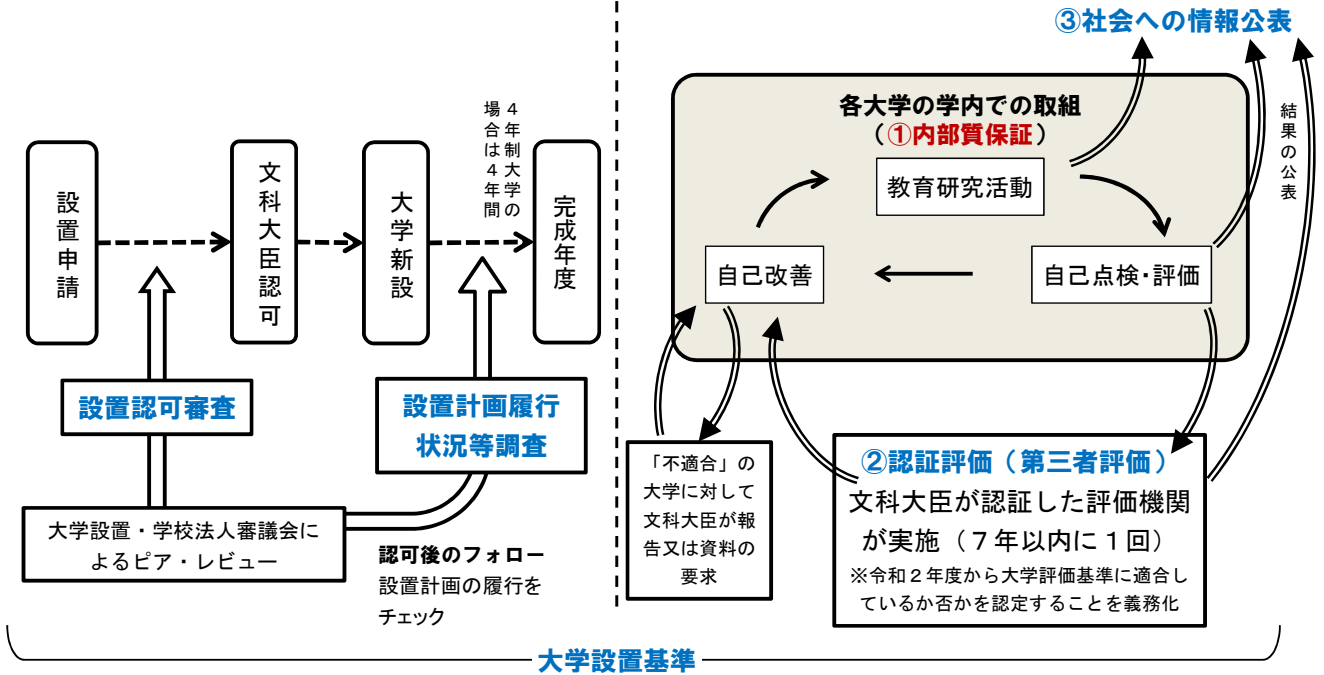 設置申請
文科大臣認可
大学新設
４年制大学の
場合は４年間
完成年度
設置認可審査
設置計画履行
状況等調査
大学設置・学校法人審議会に
よるピア・レビュー
認可後のフォロー
設置計画の履行を
チェック
③社会への情報公表
各大学の学内での取組
（①内部質保証）
教育研究活動
自己改善
自己点検・評価
結果の公表
「不適合」の
大学に対して
文科大臣が報
告又は資料の
要求
②認証評価（第三者評価）
文科大臣が認証した評価機関
が実施（７年以内に１回）
※令和２年度から大学評価基準に適合し
ているか否かを認定することを義務化
大学設置基準